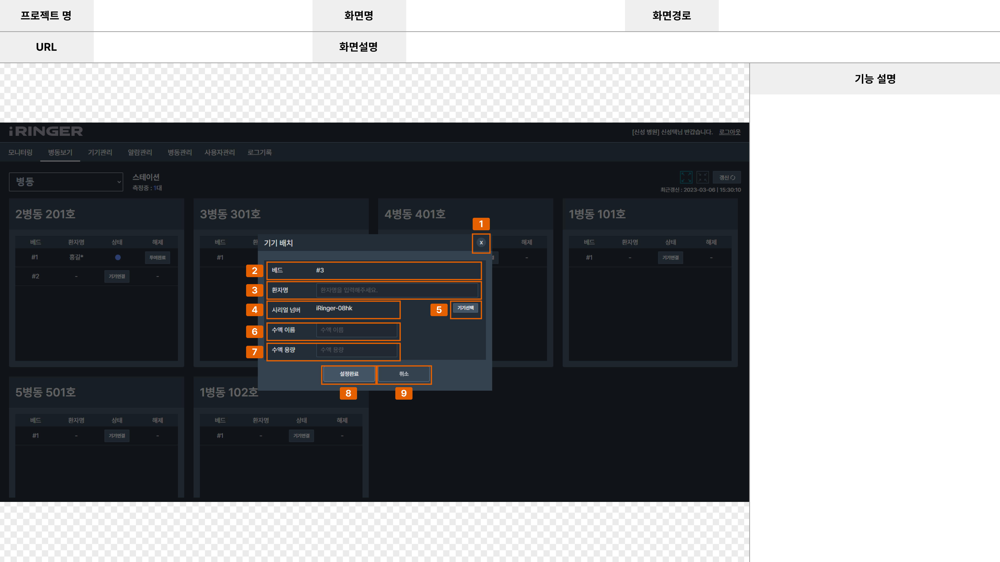 프로젝트 명
화면명
화면경로
URL
화면설명
기능 설명
iRINGER
[신성 병원] 신성택님 반갑습니다. 로그아웃
모니터링 병동보기 기기관리 알람관리 병동관리 사용자관리 로그기록
병동
스테이션
측정중 : 1대
갱신
최근갱신 : 2023-03-06 | 15:30:10
2병동 201호
베드 환자명 상태 해제
#1 홍길* 투여완료
#2 - 기기연결 -
3병동 301호
베드 환
#1
4병동 401호
해제
-
1병동 101호
베드 환자명 상태 해제
#1 - 기기연결 -
1
기기 배치 X
2 베드 #3
3 환자명 환자명을 입력해주세요.
4 시리얼 넘버 iRinger-08hk 5 기기선택
6 수액 이름 수액 이름
7 수액 용량 수액 용량
설정완료 취소
8 9
5병동 501호
베드 환자명 상태 해제
#1 - 기기연결 -
1병동 102호
베드 환자명 상태 해제
#1 - 기기연결 -